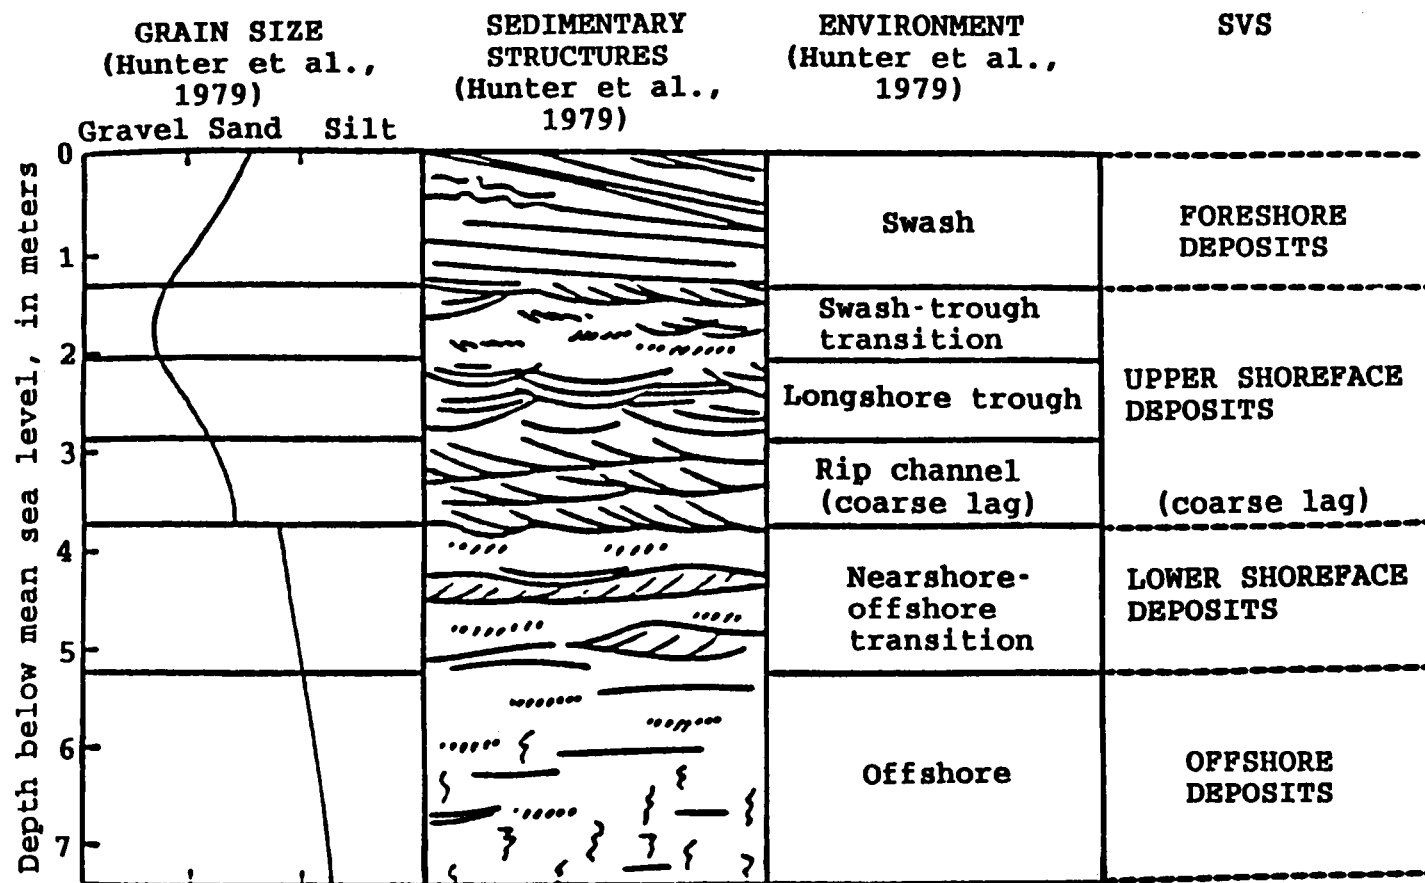 GRAIN SIZE
(Hunter et al.,
1979)
Gravel Sand Silt
SEDIMENTARY
STRUCTURES
(Hunter et al.,
1979)
ENVIRONMENT
(Hunter et al.,
1979)
SVS
Depth below mean sea level, in meters
0
1
2
3
4
5
6
7
Swash
Swash-trough
transition
Longshore trough
Rip channel
(coarse lag)
Nearshore-
offshore
transition
Offshore
FORESHORE
DEPOSITS
UPPER SHOREFACE
DEPOSITS
(coarse lag)
LOWER SHOREFACE
DEPOSITS
OFFSHORE
DEPOSITS